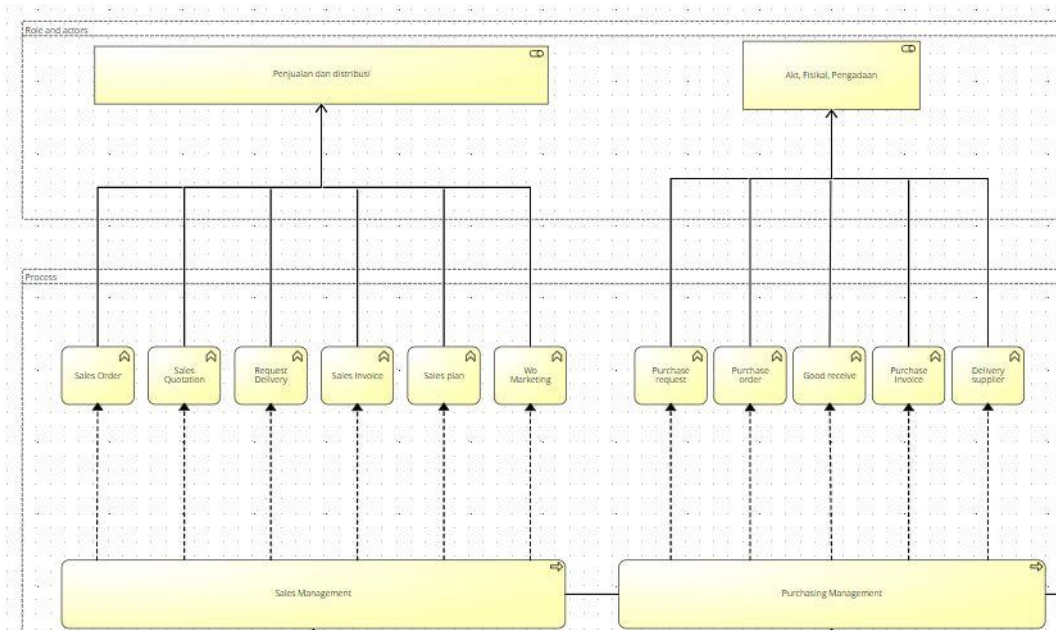 Role and actors
Penjualan dan distribusi
Akt, Fisikal, Pengadaan
Process
Sales Order
Sales
Quotation
Request
Delivery
Sales Invoice
Sales plan
Wo
Marketing
Purchase
request
Purchase
order
Good receive
Purchase
Invoice
Delivery
supplier
Sales Management
Purchasing Management